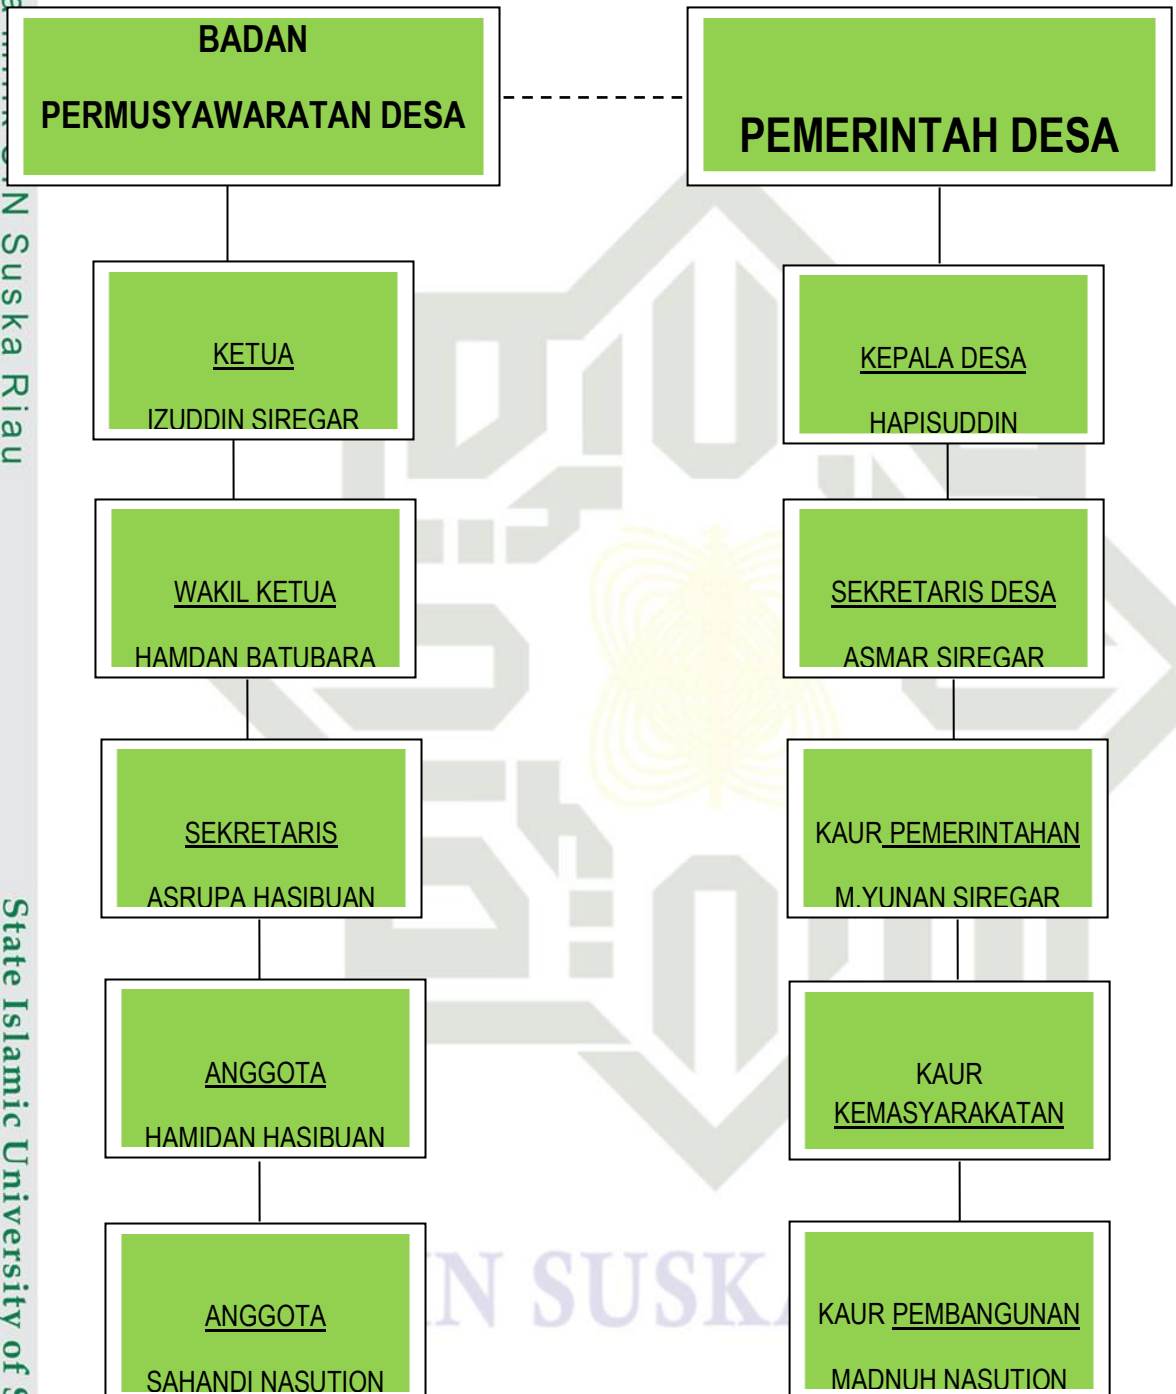 BADAN
PERMUSYAWARATAN DESA
PEMERINTAH DESA
KETUA
IZUDDIN SIREGAR
KEPALA DESA
HAPISUDDIN
WAKIL KETUA
HAMDAN BATUBARA
SEKRETARIS DESA
ASMAR SIREGAR
SEKRETARIS
ASRUPA HASIBUAN
KAUR PEMERINTAHAN
M.YUNAN SIREGAR
ANGGOTA
HAMIDAN HASIBUAN
KAUR
KEMASYARAKATAN
ANGGOTA
SAHANDI NASUTION
KAUR PEMBANGUNAN
MADNUH NASUTION
N SUSKA
Suska Riau
State Islamic University of